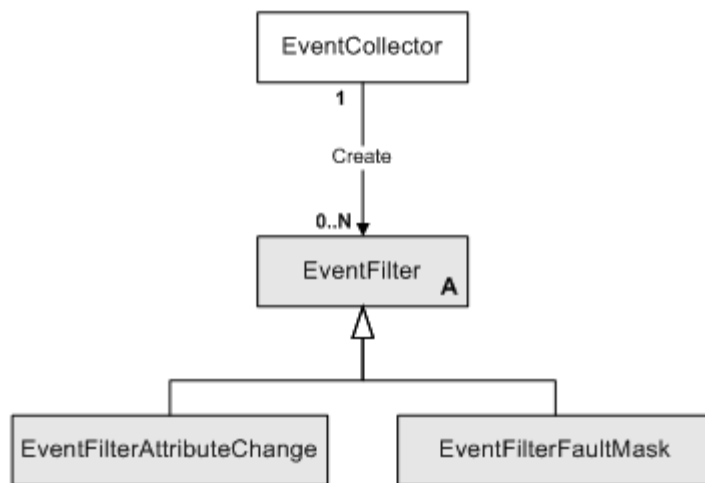 EventCollector
1
Create
0..N
EventFilter
A
EventFilterAttributeChange
EventFilterFaultMask